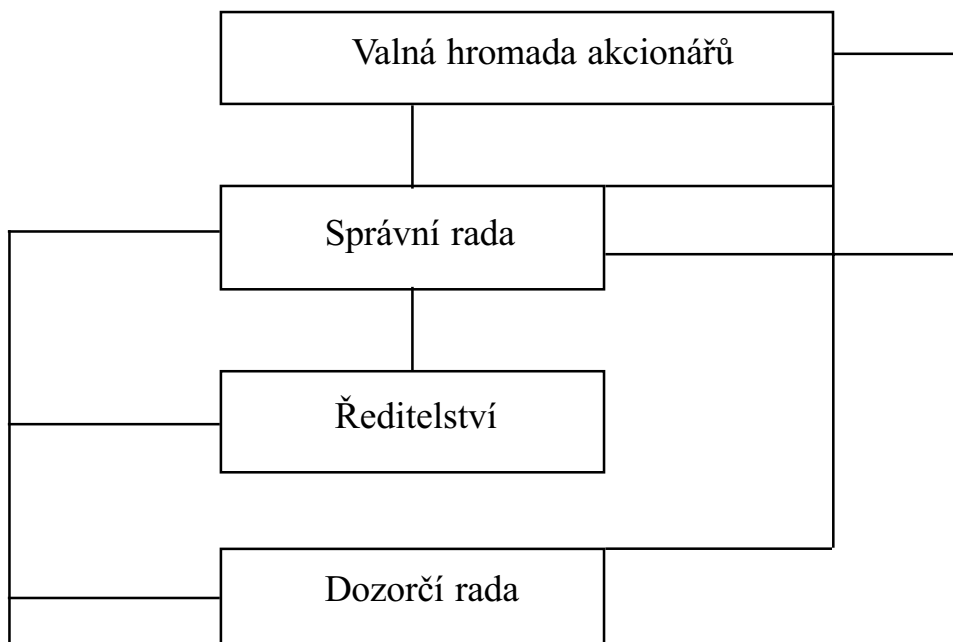 Valná hromada akcionářů
Správní rada
Ředitelství
Dozorčí rada